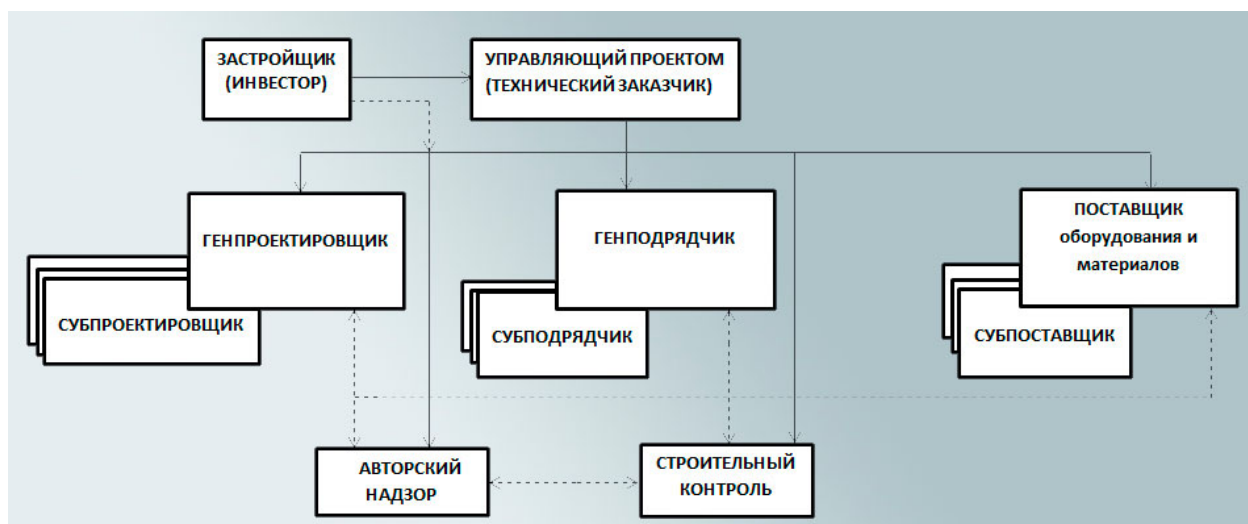 ЗАСТРОЙЩИК
(ИНВЕСТОР)
УПРАВЛЯЮЩИЙ ПРОЕКТОМ
(ТЕХНИЧЕСКИЙ ЗАКАЗЧИК)
ГЕНПРОЕКТИРОВЩИК
СУБПРОЕКТИРОВЩИК
ГЕНПОДРЯДЧИК
СУБПОДРЯДЧИК
ПОСТАВЩИК
оборудования и
материалов
СУБПОСТАВЩИК
АВТОРСКИЙ
НАДЗОР
СТРОИТЕЛЬНЫЙ
КОНТРОЛЬ